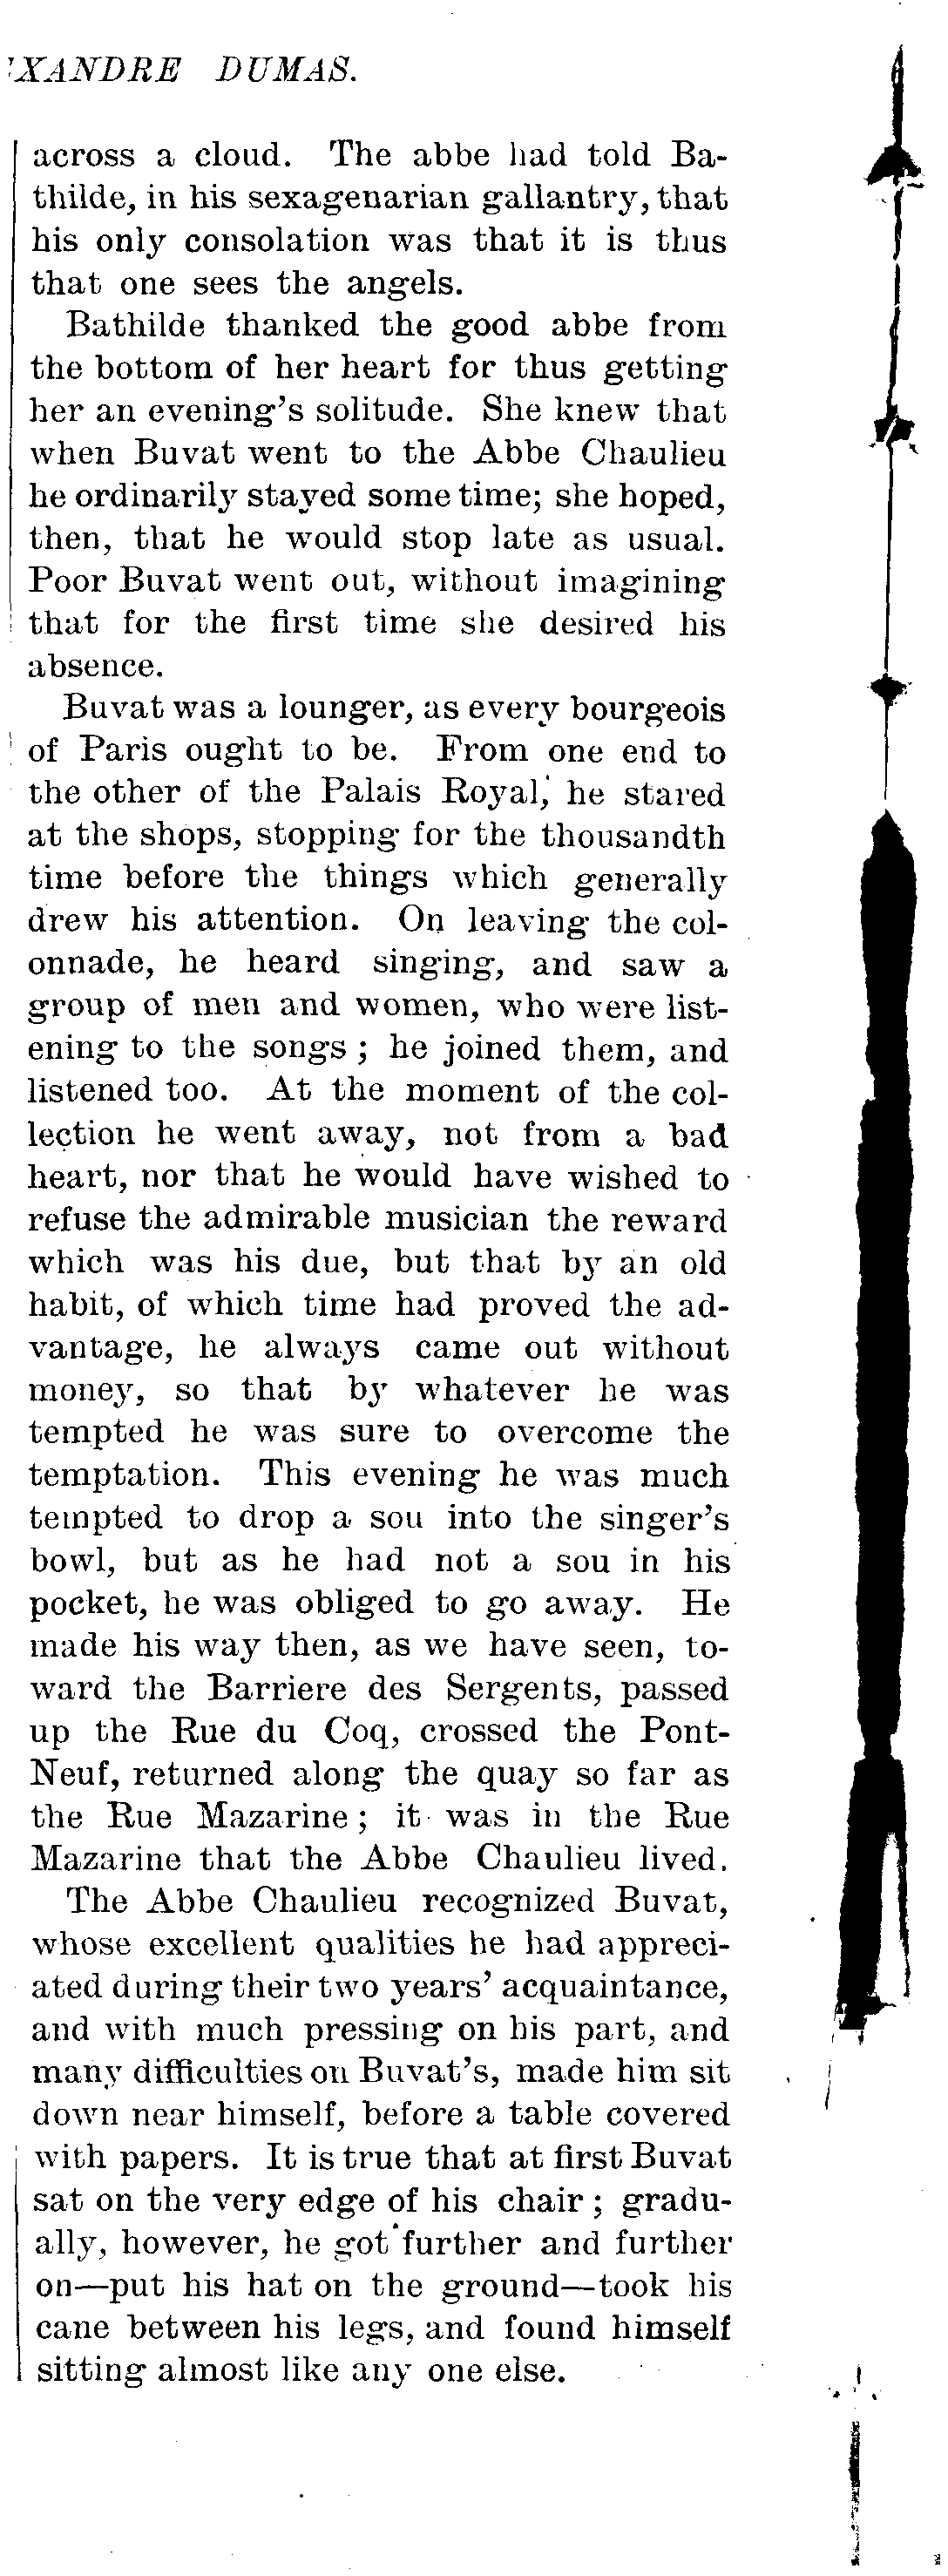 XANDRE DUMAS.
across a cloud. The abbe had told Ba-
thilde, in his sexagenarian gallantry, that
his only consolation was that it is thus
that one sees the angels.
Bathilde thanked the good abbe from
the bottom of her heart for thus getting
her an evening's solitude. She knew that
when Buvat went to the Abbe Chaulieu
he ordinarily stayed some time; she hoped,
then, that he would stop late as usual.
Poor Buvat went out, without imagining
that for the first time she desired his
absence.
Buvat was a lounger, as every bourgeois
of Paris ought to be. From one end to
the other of the Palais Royal, he stared
at the shops, stopping for the thousandth
time before the things which generally
drew his attention. On leaving the col-
onnade, he heard singing, and saw a
group of men and women, who were list-
ening to the songs; he joined them, and
listened too. At the moment of the col-
lection he went away, not from a bad
heart, nor that he would have wished to
refuse the admirable musician the reward
which was his due, but that by an old
habit, of which time had proved the ad-
vantage, he always came out without
money, so that by whatever he was
tempted he was sure to overcome the
temptation. This evening he was much
tempted to drop a sou into the singer's
bowl, but as he had not a sou in his
pocket, he was obliged to go away. He
made his way then, as we have seen, to-
ward the Barriere des Sergents, passed
up the Rue du Coq, crossed the Pont-
Neuf, returned along the quay so far as
the Rue Mazarine; it was in the Rue
Mazarine that the Abbe Chaulieu lived.
The Abbe Chaulieu recognized Buvat,
whose excellent qualities he had appreci-
ated during their two years' acquaintance,
and with much pressing on his part, and
many difficulties on Buvat's, made him sit
down near himself, before a table covered
with papers. It is true that at first Buvat
sat on the very edge of his chair; gradu-
ally, however, he got further and further
on—put his hat on the ground—took his
cane between his legs, and found himself
sitting almost like any one else.